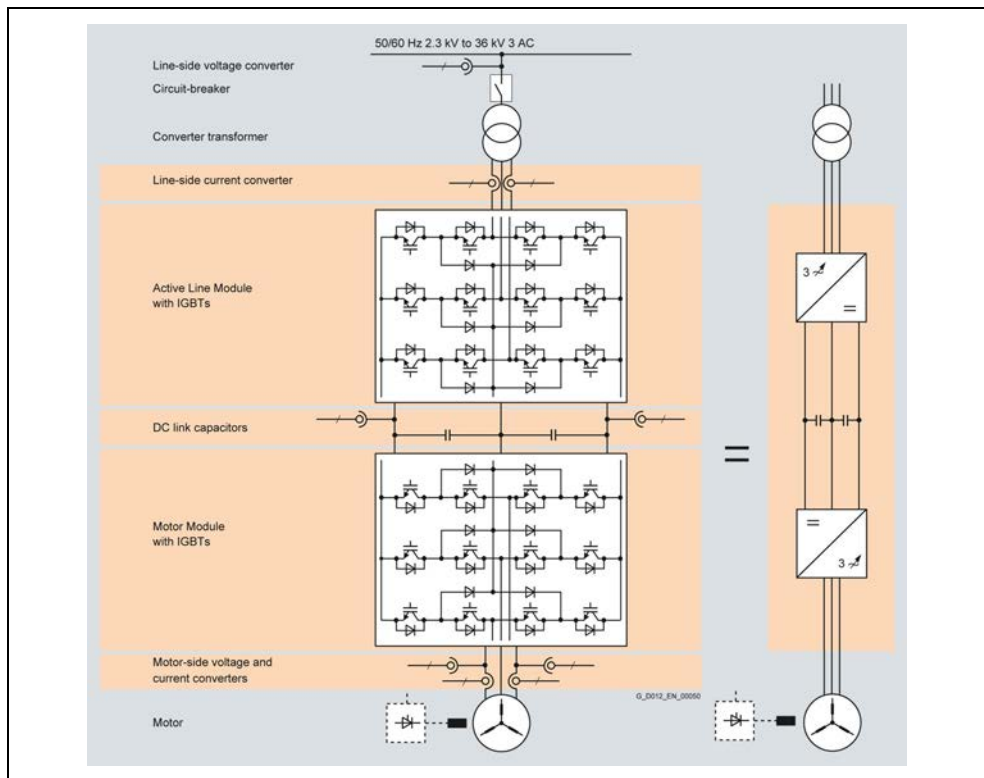 50/60 Hz 2.3 kV to 36 kV 3 AC
Line-side voltage converter
Circuit-breaker
Converter transformer
Line-side current converter
Active Line Module
with IGBTs
3
=
DC link capacitors
=
Motor Module
with IGBTs
=
3
Motor-side voltage and
current converters
G_D012_EN_00050
Motor